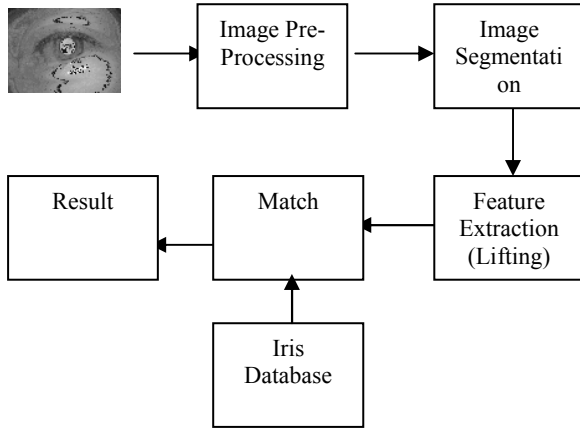 Image Pre-
Processing
Image
Segmentati
on
Result
Match
Feature
Extraction
(Lifting)
Iris
Database